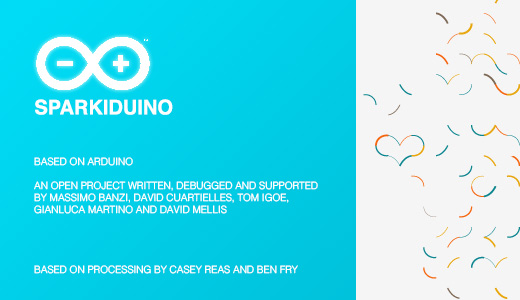 SPARKIDUINO
BASED ON ARDUINO
AN OPEN PROJECT WRITTEN, DEBUGGED AND SUPPORTED
BY MASSIMO BANZI, DAVID CUARTIELLES, TOM IGOE,
GIANLUCA MARTINO AND DAVID MELLIS
BASED ON PROCESSING BY CASEY REAS AND BEN FRY